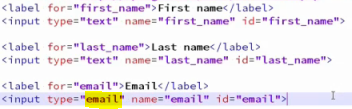 <label for="first_name">First name</label>
<input type="text" name="first_name" id="first_name">
<label for="last_name">Last name</label>
<input type="text" name="last_name" id="last_name">
<label for="email">Email</label>
<input type="email" name="email" id="email">